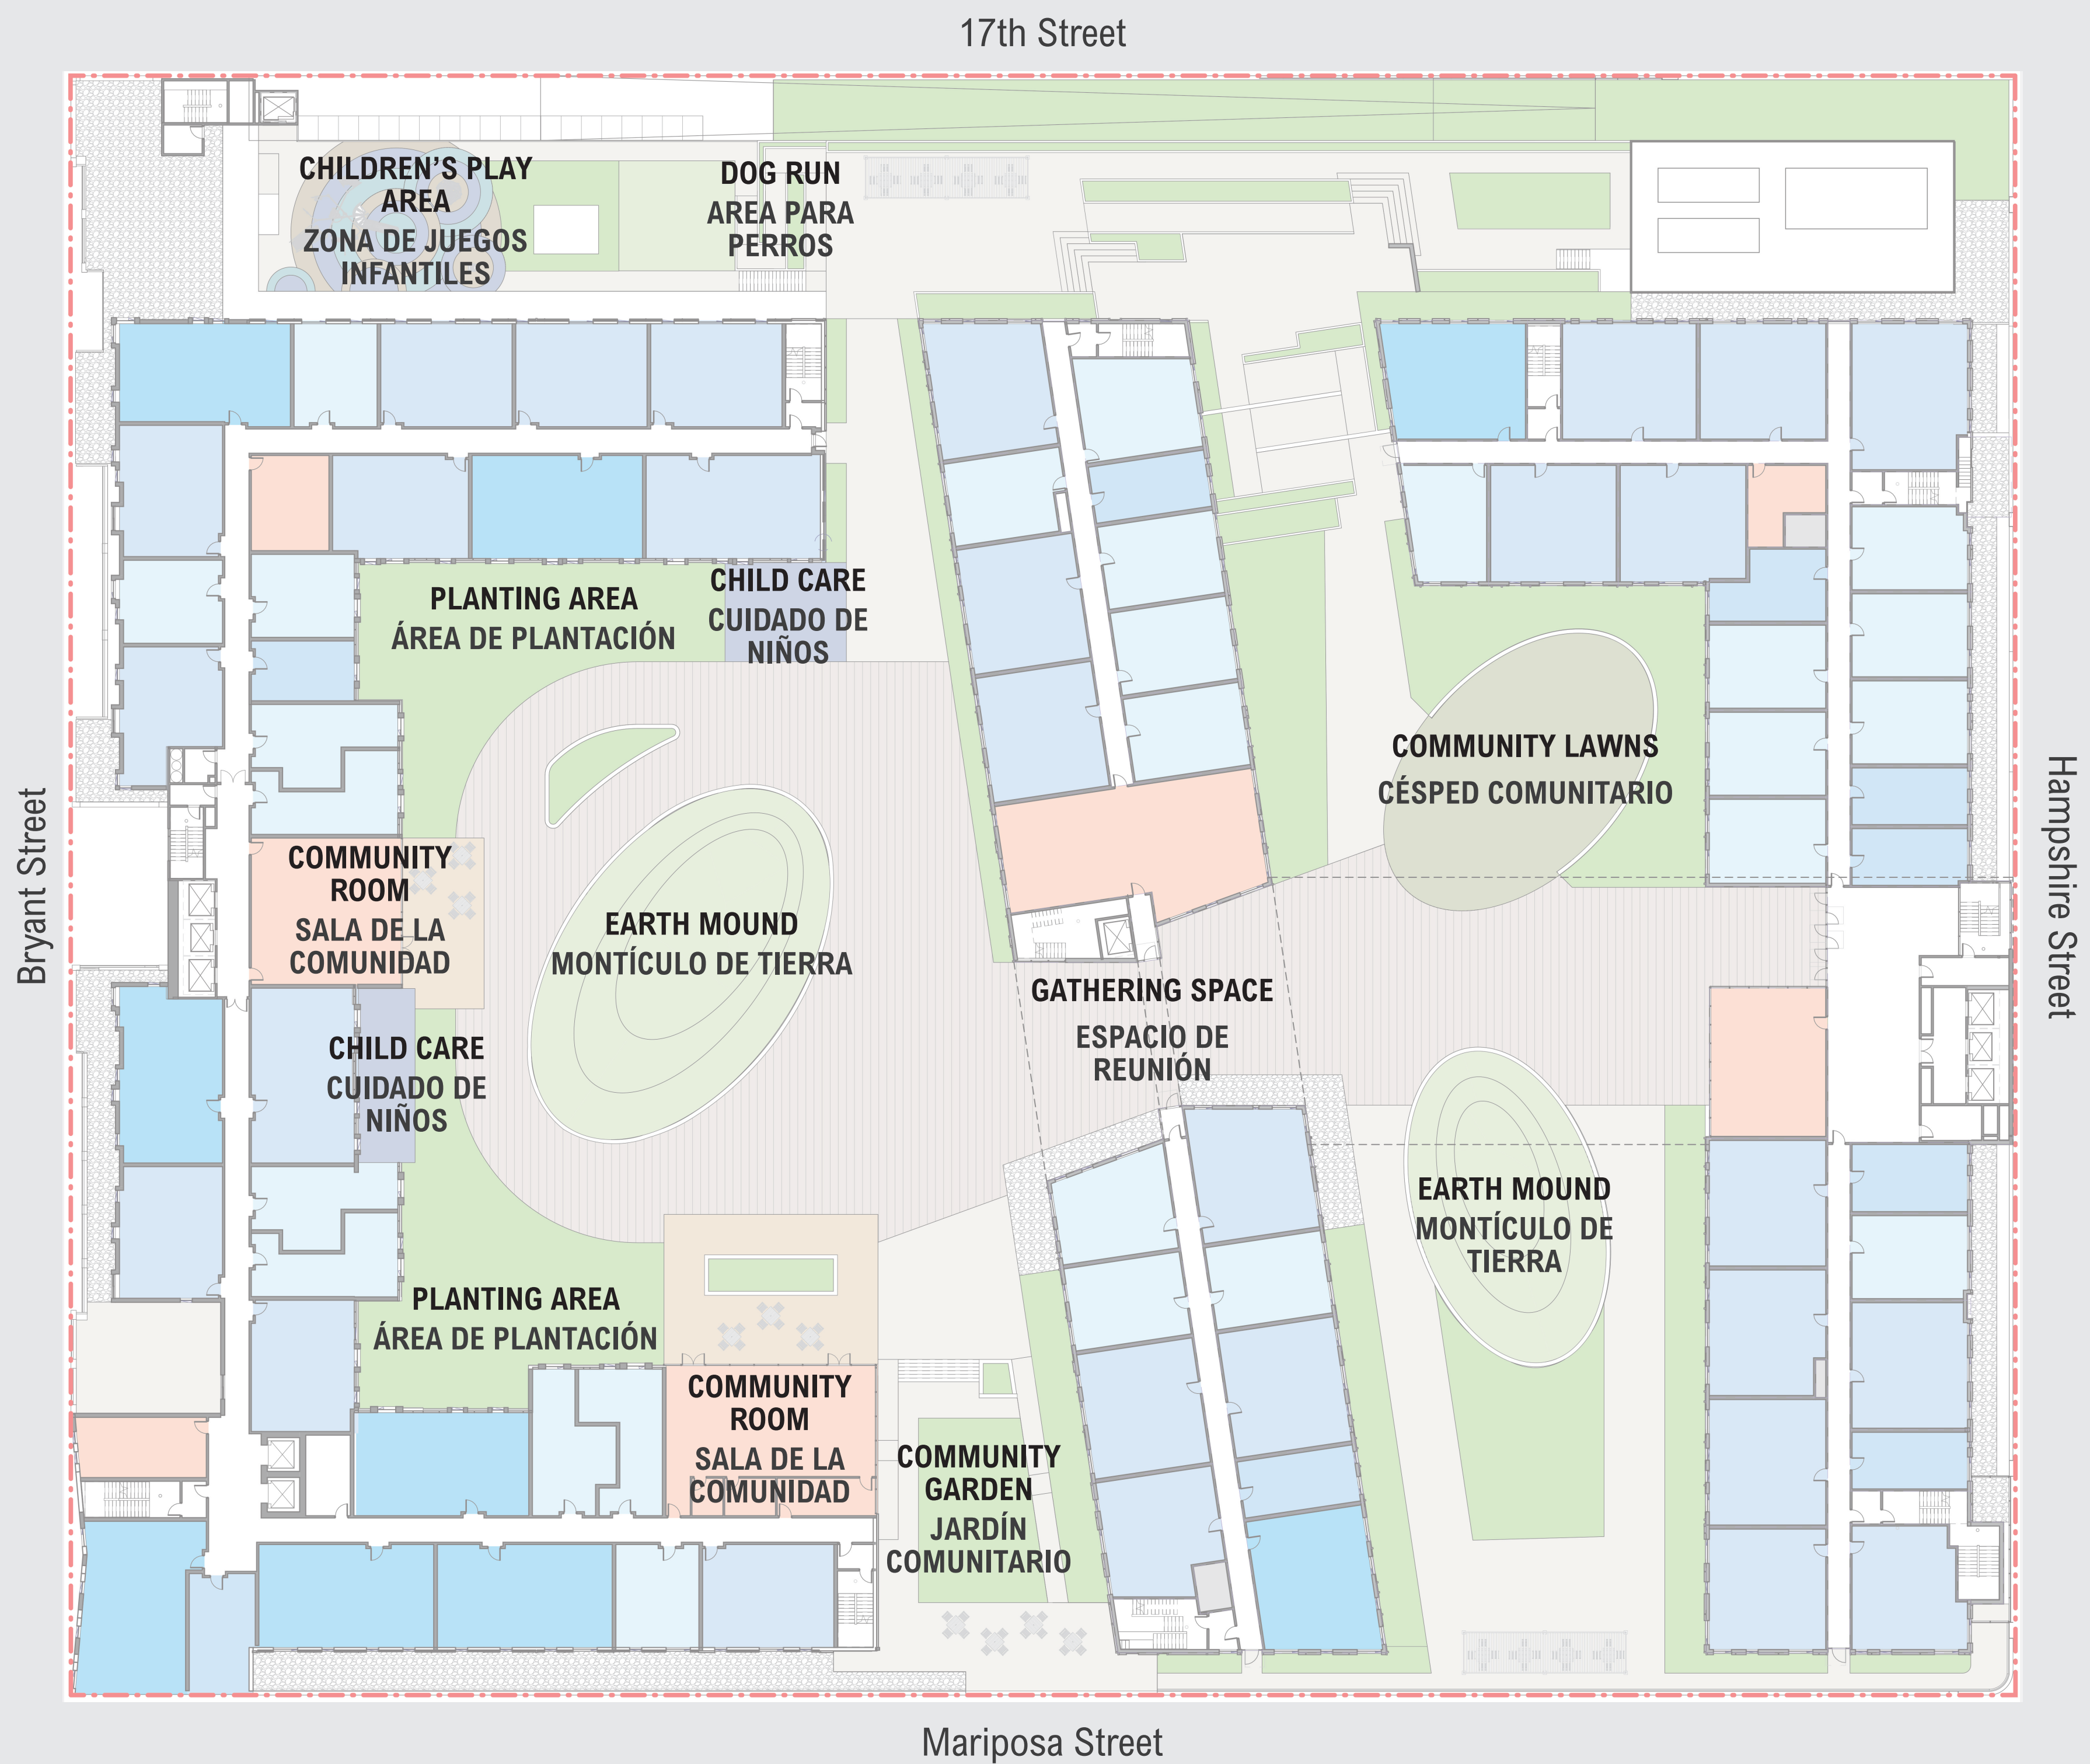 17th Street
CHILDREN'S PLAY
AREA
ZONA DE JUEGOS
INFANTILES
DOG RUN
AREA PARA
PERROS
PLANTING AREA
ÁREA DE PLANTACIÓN
CHILD CARE
CUIDADO DE
NIÑOS
COMMUNITY LAWNS
CÉSPED COMUNITARIO
Bryant Street
Hampshire Street
COMMUNITY
ROOM
SALA DE LA
COMUNIDAD
EARTH MOUND
MONTÍCULO DE TIERRA
GATHERING SPACE
ESPACIO DE
REUNIÓN
CHILD CARE
CUIDADO DE
NIÑOS
EARTH MOUND
MONTÍCULO DE
TIERRA
PLANTING AREA
ÁREA DE PLANTACIÓN
COMMUNITY
ROOM
SALA DE LA
COMUNIDAD
COMMUNITY
GARDEN
JARDÍN
COMUNITARIO
Mariposa Street